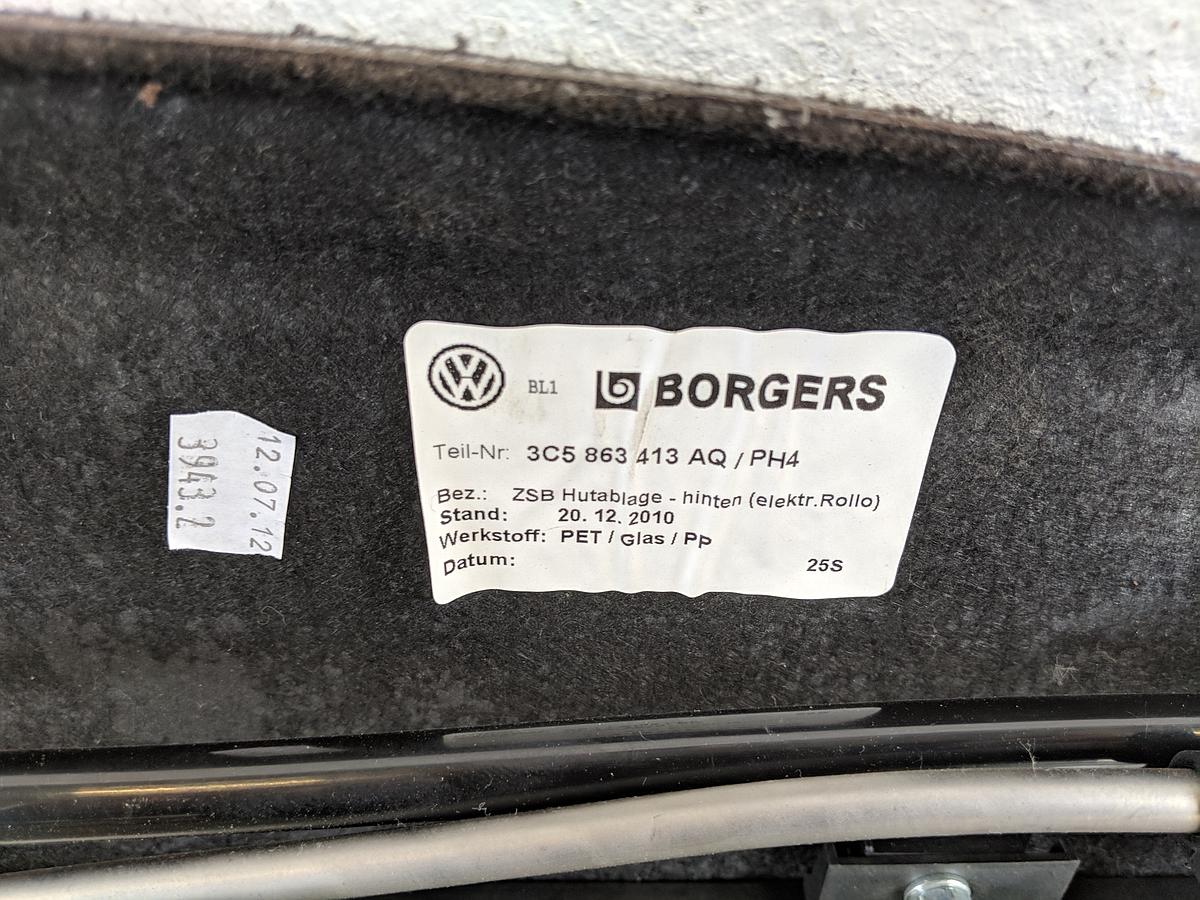 BL1 BORGERS
Teil-Nr: 3C5 863 413 AQ / PH4
Bez.: ZSB Hutablage - hinten (elektr.Rollo)
Stand: 20. 12. 2010
Werkstoff: PET / Glas / PP
Datum: 25S
12.07.12
3943.2